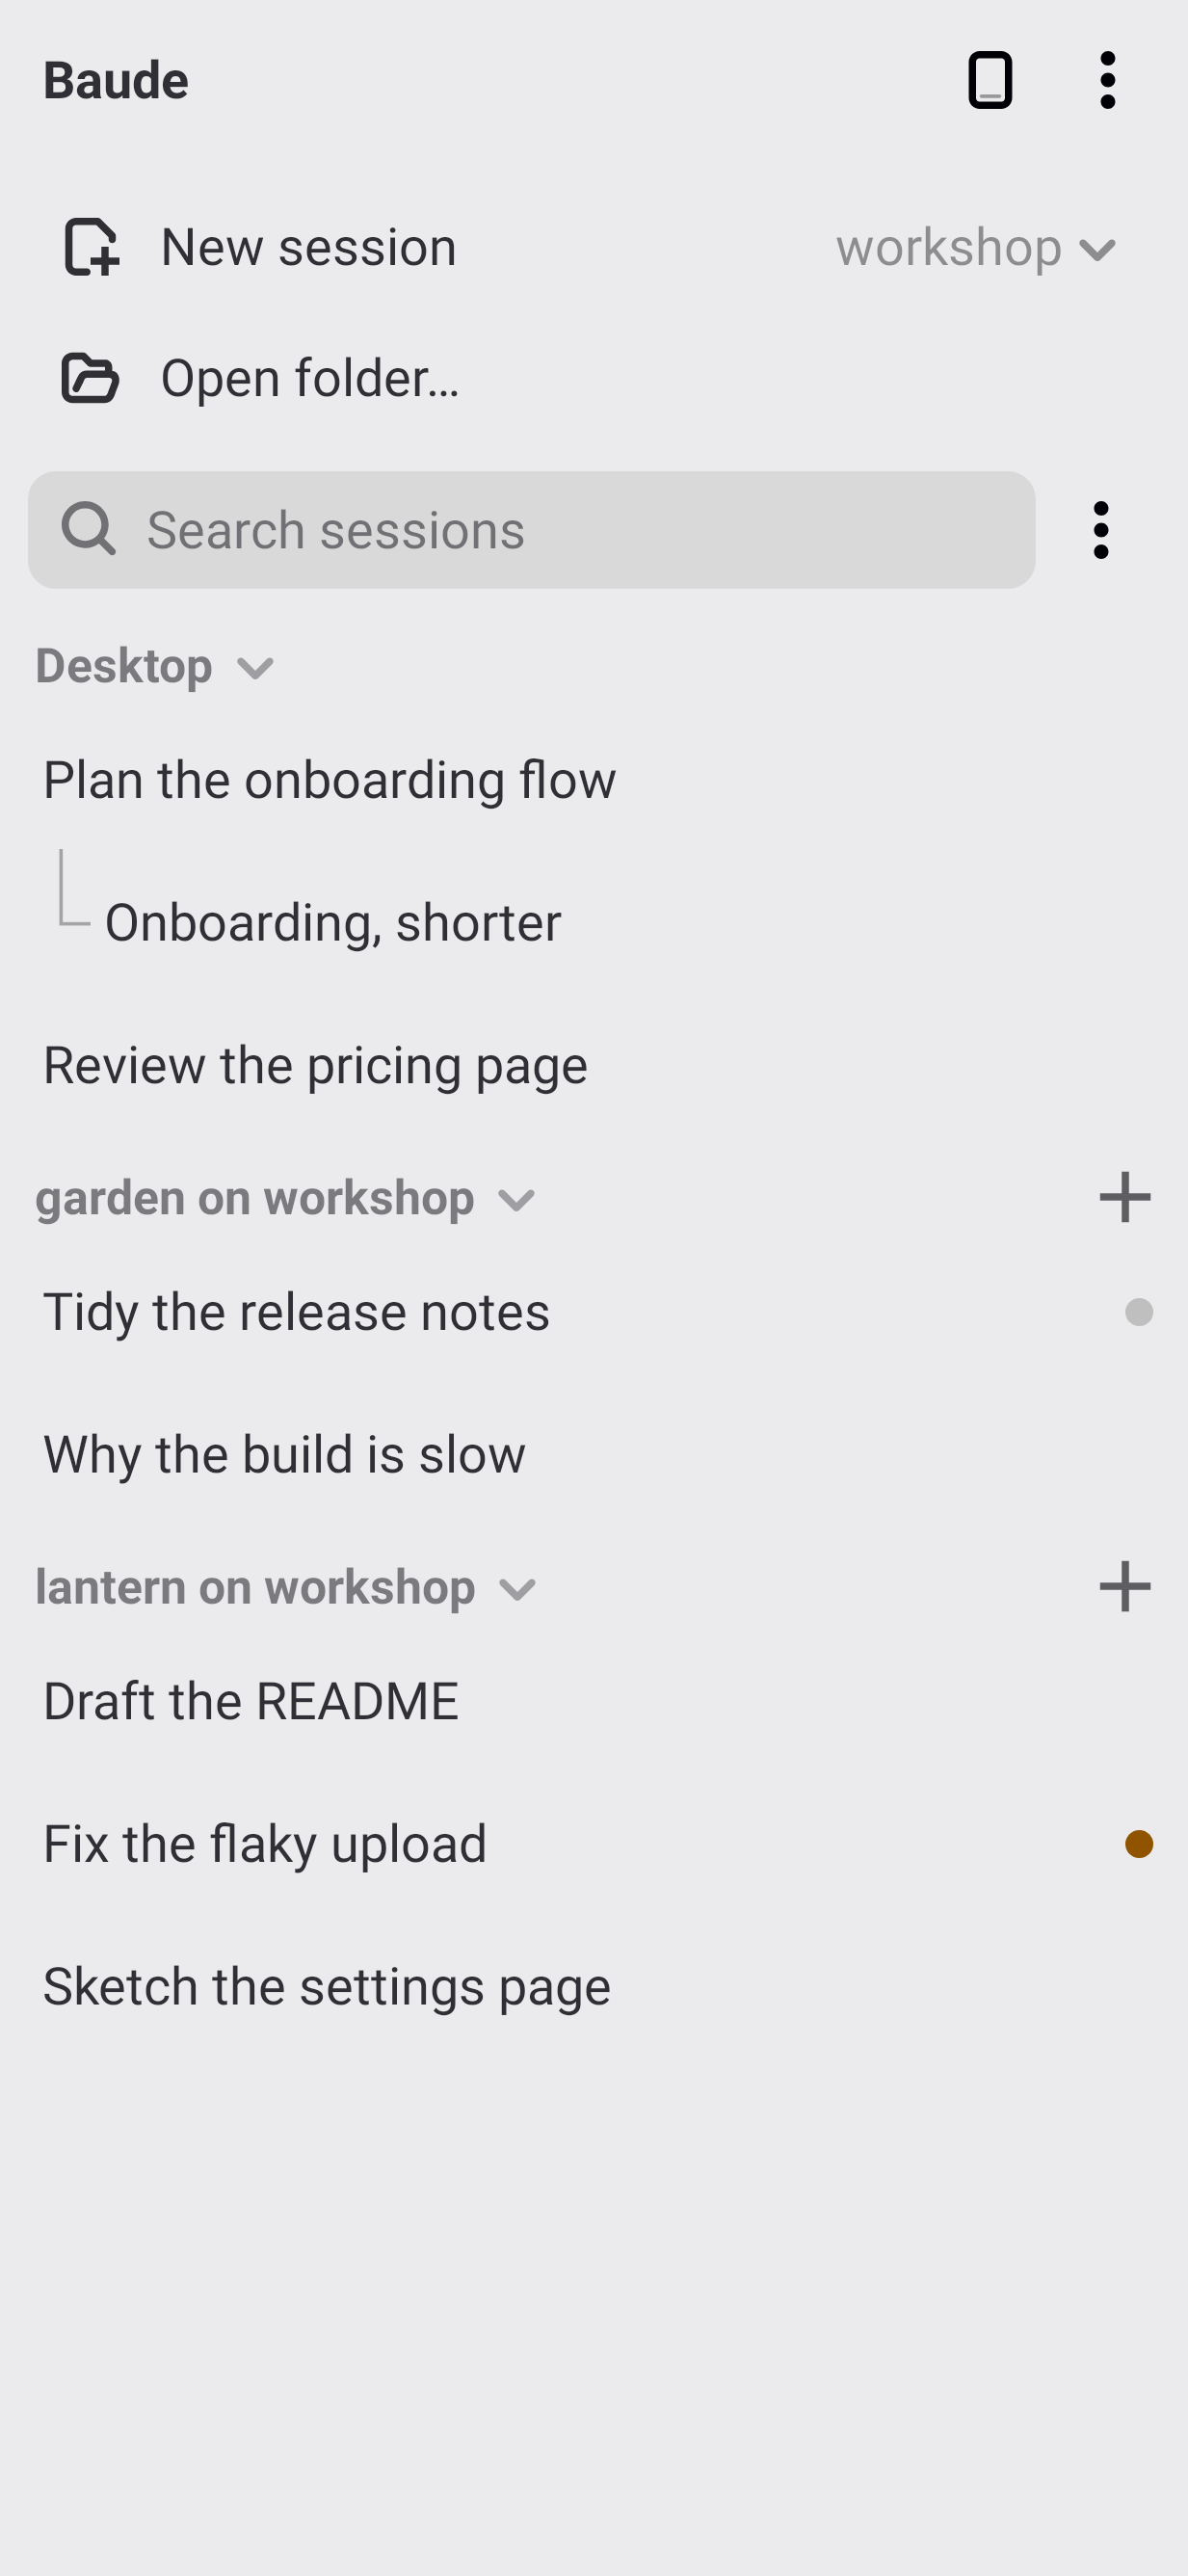 Baude
New session
workshop
Open folder…
Search sessions
Desktop
Plan the onboarding flow
Onboarding, shorter
Review the pricing page
garden on workshop
Tidy the release notes
Why the build is slow
lantern on workshop
Draft the README
Fix the flaky upload
Sketch the settings page